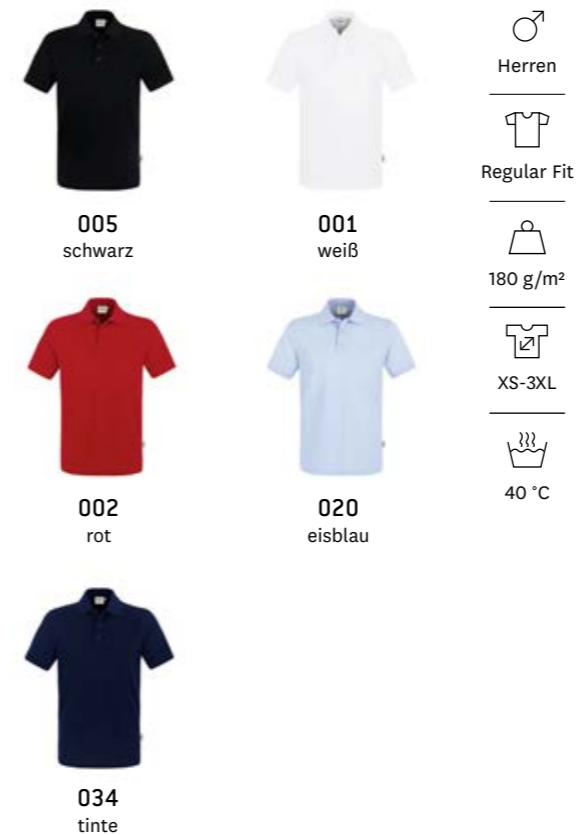 005
schwarz
001
weiß
002
rot
020
eisblau
034
tinte
Herren
Regular Fit
180 g/m²
XS-3XL
40 °C